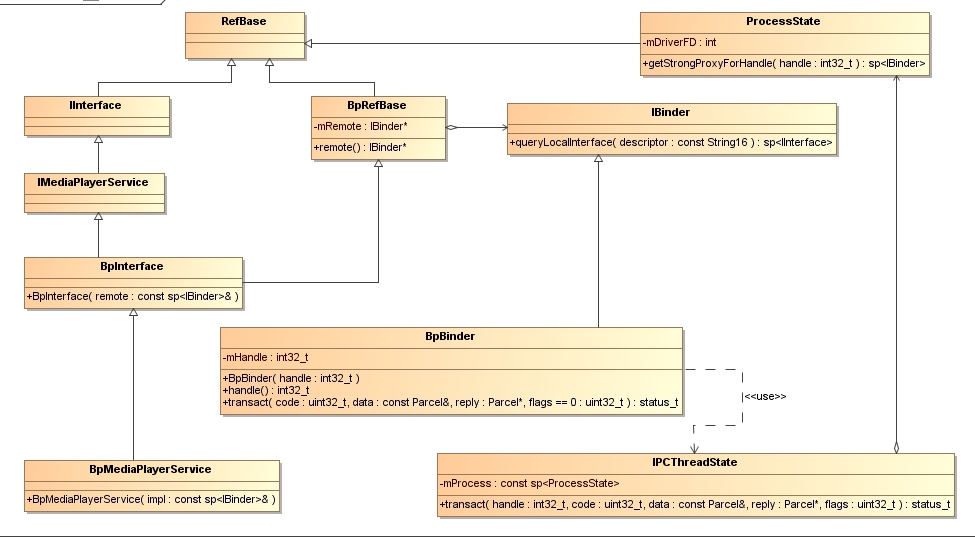 RefBase
ProcessState
-mDriverFD : int
+getStrongProxyForHandle( handle : int32_t ) : sp<IBinder>
IInterface
BpRefBase
-mRemote : IBinder*
+remote() : IBinder*
IBinder
+queryLocalInterface( descriptor : const String16 ) : sp<IInterface>
IMediaPlayerService
BpInterface
+BpInterface( remote : const sp<IBinder>& )
BpBinder
-mHandle : int32_t
+BpBinder( handle : int32_t )
+handle() : int32_t
+transact( code : uint32_t, data : const Parcel&, reply : Parcel*, flags == 0 : uint32_t ) : status_t
<<use>>
BpMediaPlayerService
+BpMediaPlayerService( impl : const sp<IBinder>& )
IPCThreadState
-mProcess : const sp<ProcessState>
+transact( handle : int32_t, code : uint32_t, data : const Parcel&, reply : Parcel*, flags : uint32_t ) : status_t